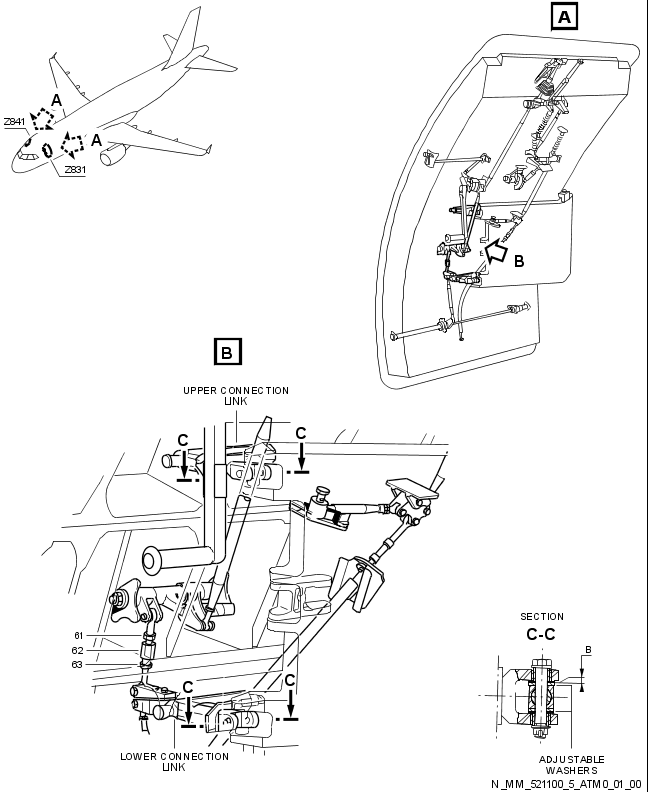 A
A
Z841
A
Z831
B
B
UPPER CONNECTION
LINK
C
C
61
62
63
C
C
LOWER CONNECTION
LINK
SECTION
C-C
B
ADJUSTABLE
WASHERS
N_MM_521100_5_ATM0_01_00